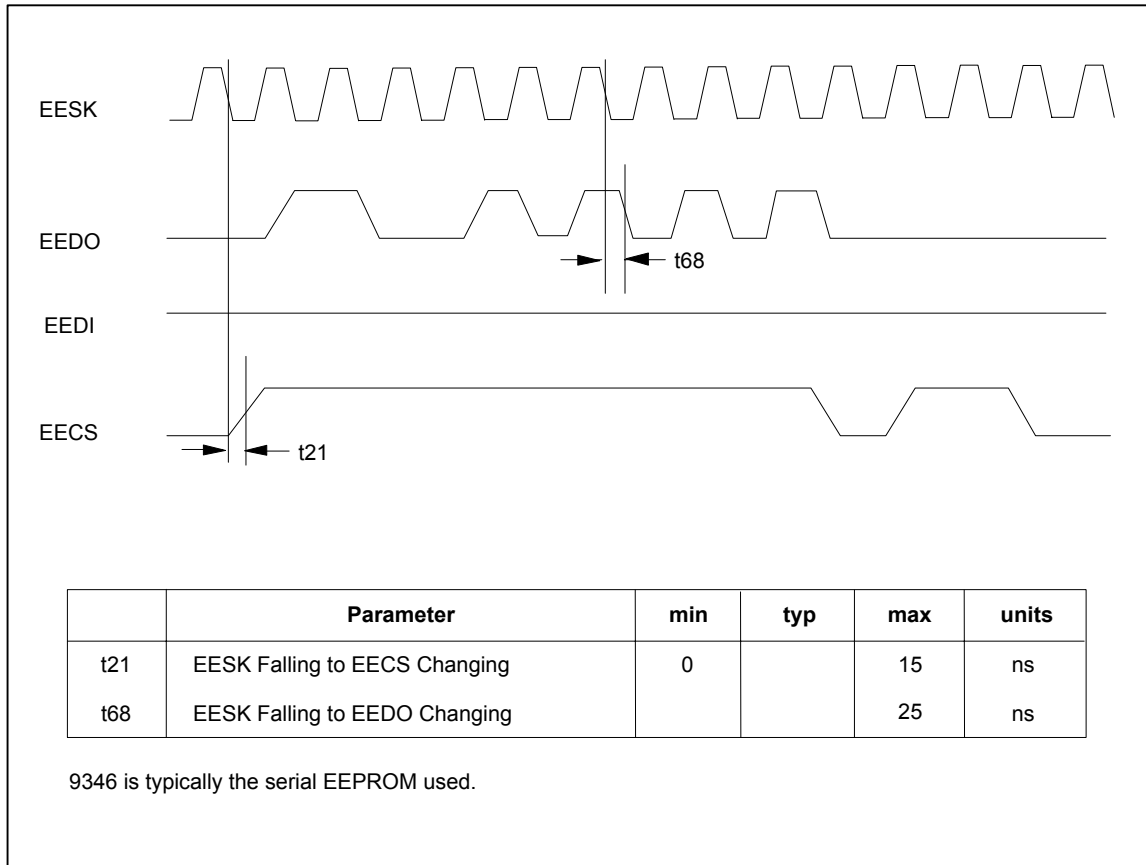 EESK
EEDO
t68
EEDI
EECS
t21
Parameter min typ max units
t21 EESK Falling to EECS Changing 0 15 ns
t68 EESK Falling to EEDO Changing 25 ns
9346 is typically the serial EEPROM used.